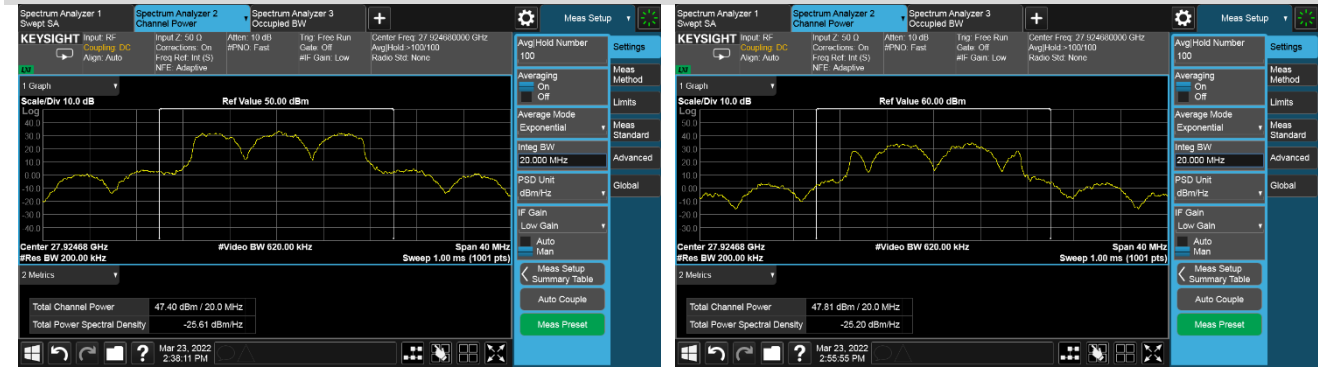 Spectrum Analyzer 1
Swept SA
Spectrum Analyzer 2
Channel Power
Spectrum Analyzer 3
Occupied BW
Meas Setup
KEYSIGHT
Input: RF
Coupling: DC
Align: Auto
Input Z: 50 Ω
Corrections: On
Freq Ref: Int (S)
NFE: Adaptive
Atten: 10 dB
#PNO: Fast
Trig: Free Run
Gate: Off
#IF Gain: Low
Center Freq: 27.924680000 GHz
Avg|Hold: >100/100
Radio Std: None
LXI
1 Graph
Scale/Div 10.0 dB
Ref Value 50.00 dBm
Log
40.0
30.0
20.0
10.0
0.00
-10.0
-20.0
-30.0
-40.0
Center 27.92468 GHz
#Video BW 620.00 kHz
Span 40 MHz
#Res BW 200.00 kHz
Sweep 1.00 ms (1001 pts)
2 Metrics
Total Channel Power
47.40 dBm / 20.0 MHz
Total Power Spectral Density
-25.61 dBm/Hz
Mar 23, 2022
2:38:11 PM
Avg|Hold Number
100
Averaging
On
Off
Average Mode
Exponential
Integ BW
20.000 MHz
PSD Unit
dBm/Hz
IF Gain
Low Gain
Auto
Man
Meas Setup
Summary Table
Auto Couple
Meas Preset
Settings
Meas
Method
Limits
Meas
Standard
Advanced
Global
Spectrum Analyzer 1
Swept SA
Spectrum Analyzer 2
Channel Power
Spectrum Analyzer 3
Occupied BW
Meas Setup
KEYSIGHT
Input: RF
Coupling: DC
Align: Auto
Input Z: 50 Ω
Corrections: On
Freq Ref: Int (S)
NFE: Adaptive
Atten: 10 dB
#PNO: Fast
Trig: Free Run
Gate: Off
#IF Gain: Low
Center Freq: 27.924680000 GHz
Avg|Hold: >100/100
Radio Std: None
LXI
1 Graph
Scale/Div 10.0 dB
Ref Value 60.00 dBm
Log
50.0
40.0
30.0
20.0
10.0
0.00
-10.0
-20.0
-30.0
Center 27.92468 GHz
#Video BW 620.00 kHz
Span 40 MHz
#Res BW 200.00 kHz
Sweep 1.00 ms (1001 pts)
2 Metrics
Total Channel Power
47.81 dBm / 20.0 MHz
Total Power Spectral Density
-25.20 dBm/Hz
Mar 23, 2022
2:55:55 PM
Avg|Hold Number
100
Averaging
On
Off
Average Mode
Exponential
Integ BW
20.000 MHz
PSD Unit
dBm/Hz
IF Gain
Low Gain
Auto
Man
Meas Setup
Summary Table
Auto Couple
Meas Preset
Settings
Meas
Method
Limits
Meas
Standard
Advanced
Global